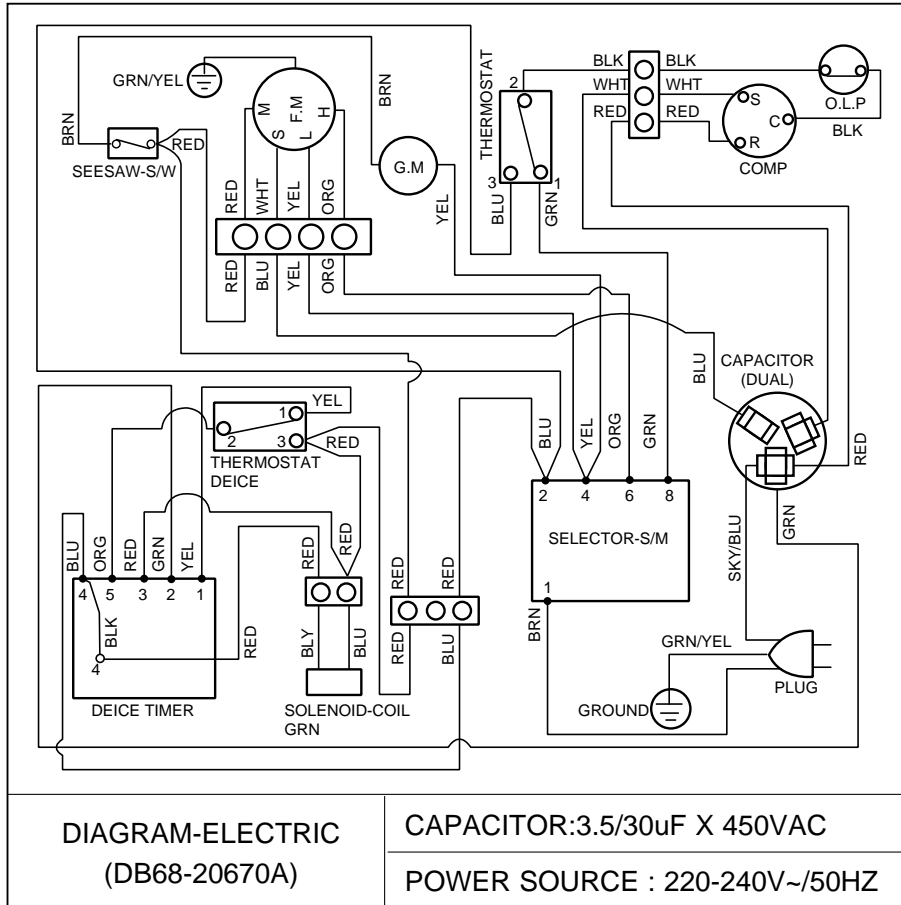 BLK
BLK
WHT
WHT
RED
RED
O.L.P
BLK
S
C
R
COMP
THERMOSTAT
2
3
1
BLU
GRN
GRN/YEL
M
F.M
H
S
L
BRN
BRN
RED
SEESAW-S/W
G.M
YEL
RED
WHT
YEL
ORG
RED
BLU
YEL
ORG
CAPACITOR
(DUAL)
BLU
RED
GRN
SKY/BLU
1
YEL
2
3
RED
THERMOSTAT
DEICE
BLU
YEL
ORG
GRN
2
4
6
8
SELECTOR-S/M
1
BRN
BLU
ORG
RED
GRN
YEL
4
5
3
2
1
BLK
4
DEICE TIMER
RED
RED
RED
BLY
BLU
SOLENOID-COIL
GRN
RED
RED
RED
BLU
GRN/YEL
GROUND
PLUG
DIAGRAM-ELECTRIC
(DB68-20670A)
CAPACITOR:3.5/30uF X 450VAC
POWER SOURCE : 220-240V~/50HZ